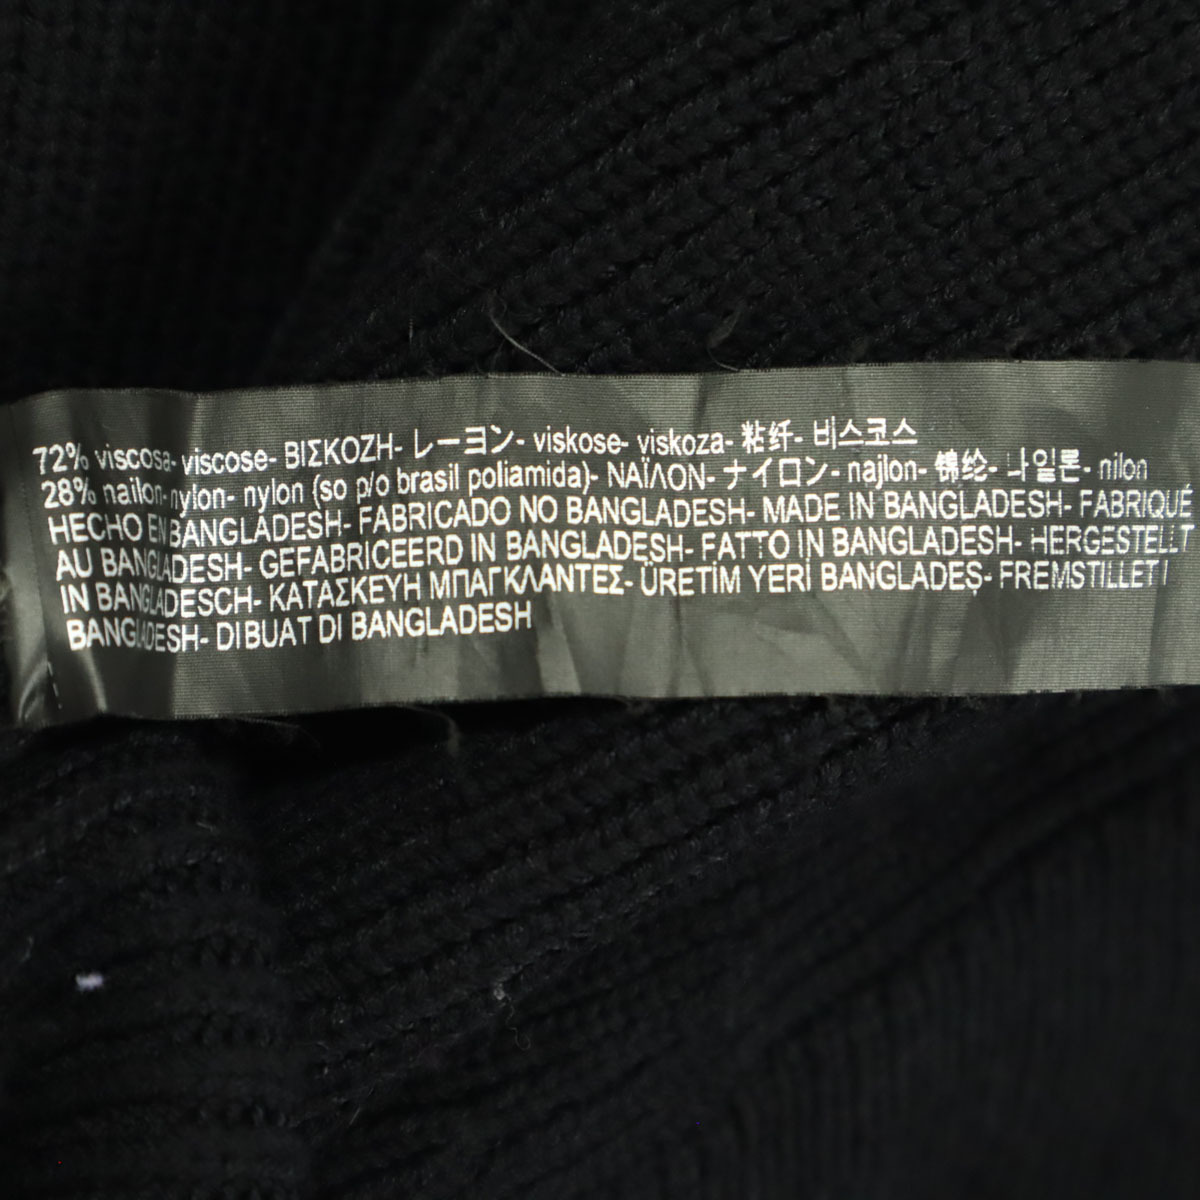 72% viscosa- viscose- ΒΙΣΚΟΖΗ- レーヨン- viskose- viskoza- 粘纤- 비스코스
28% nailon- nylon- nylon (so p/o brasil poliamida)- ΝΑΪΛΟΝ- ナイロン- najlon- 锦纶- 나일론- nilon
HECHO EN BANGLADESH- FABRICADO NO BANGLADESH- MADE IN BANGLADESH- FABRIQUÉ
AU BANGLADESH- GEFABRICEERD IN BANGLADESH- FATTO IN BANGLADESH- HERGESTELLT
IN BANGLADESCH- ΚΑΤΑΣΚΕΥΗ ΜΠΑΓΚΛΑΝΤΕΣ- ÜRETİM YERİ BANGLADEŞ- FREMSTILLET I
BANGLADESH- DIBUAT DI BANGLADESH